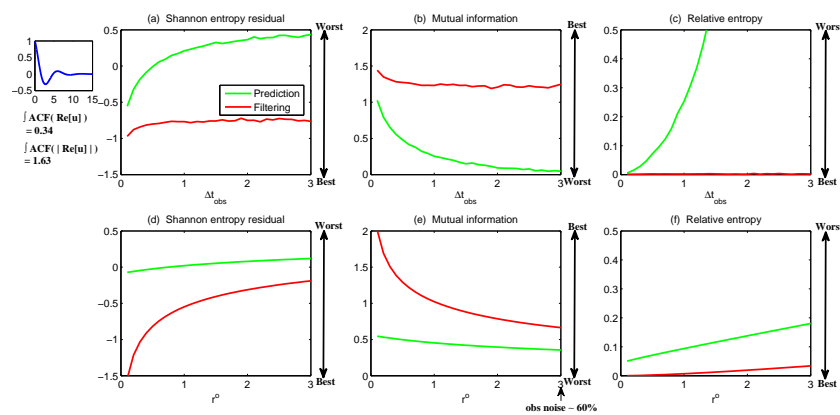 (a) Shannon entropy residual
(b) Mutual information
(c) Relative entropy
Worst
Best
Worst
1
0.5
0
−0.5
0 5 10 15
∫ ACF( Re[u] )
= 0.34
∫ ACF( | Re[u] | )
= 1.63
0.5
0
−0.5
−1
−1.5
0 1 2 3
Δt_obs
Best
Prediction
Filtering
2
1.5
1
0.5
0
0 1 2 3
Δt_obs
Worst
0.5
0.4
0.3
0.2
0.1
0
0 1 2 3
Δt_obs
Best
(d) Shannon entropy residual
(e) Mutual information
(f) Relative entropy
Worst
Best
Worst
0.5
0
−0.5
−1
−1.5
0 1 2 3
r^o
Best
2
1.5
1
0.5
0
0 1 2 3
r^o
Worst
obs noise ~ 60%
0.5
0.4
0.3
0.2
0.1
0
0 1 2 3
r^o
Best